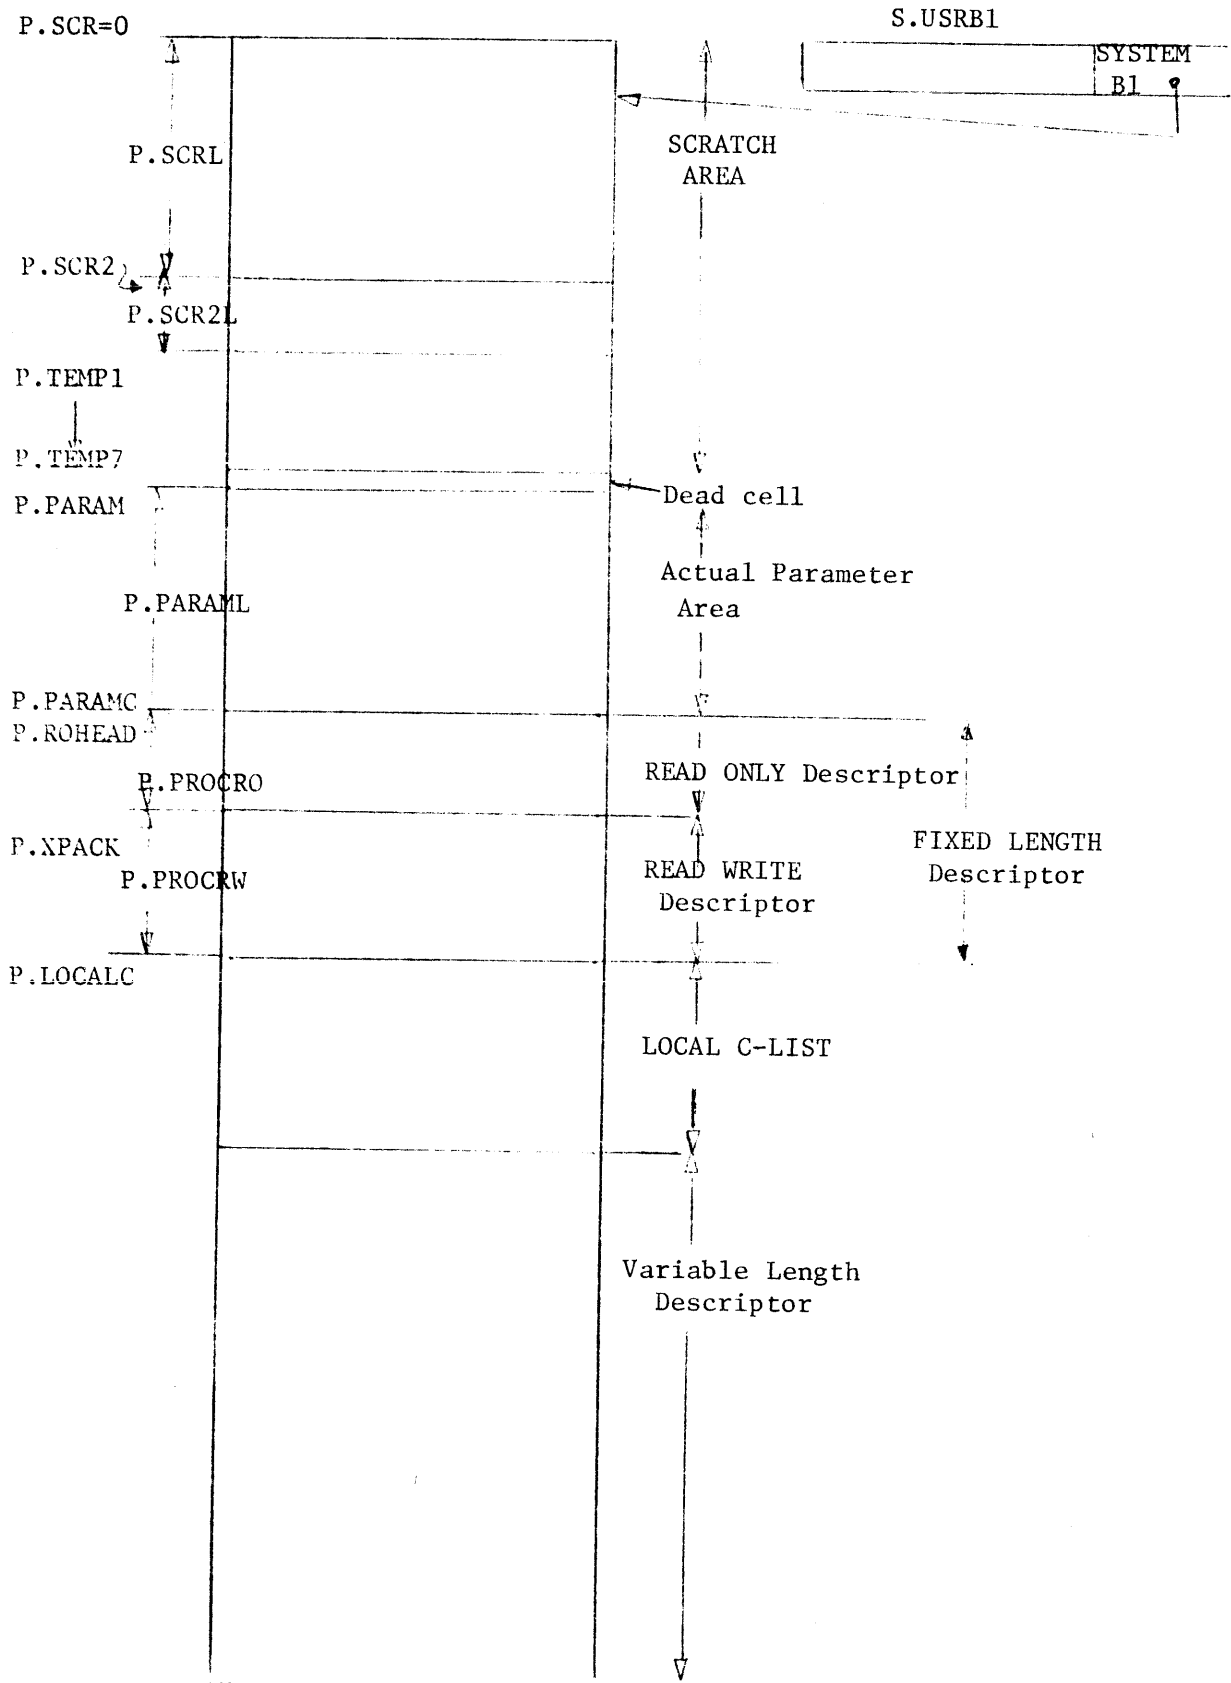 P.SCR=0
S.USRB1
SYSTEM
B1
P.SCRL
SCRATCH
AREA
P.SCR2
P.SCR2L
P.TEMP1
P.TEMP7
P.PARAM
Dead cell
Actual Parameter
Area
P.PARAML
P.PARAMC
P.ROHEAD
P.PROCRO
READ ONLY Descriptor
P.XPACK
P.PROCRW
READ WRITE
Descriptor
FIXED LENGTH
Descriptor
P.LOCALC
LOCAL C-LIST
Variable Length
Descriptor